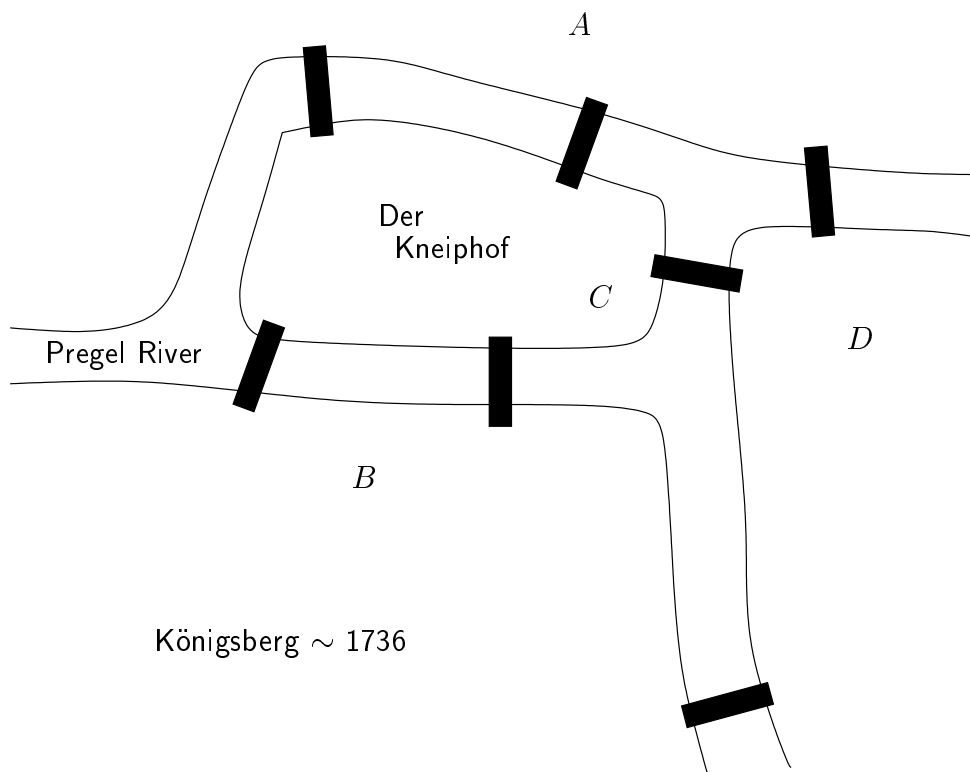 A
Der
Kneiphof
C
D
Pregel River
B
Königsberg ∼ 1736